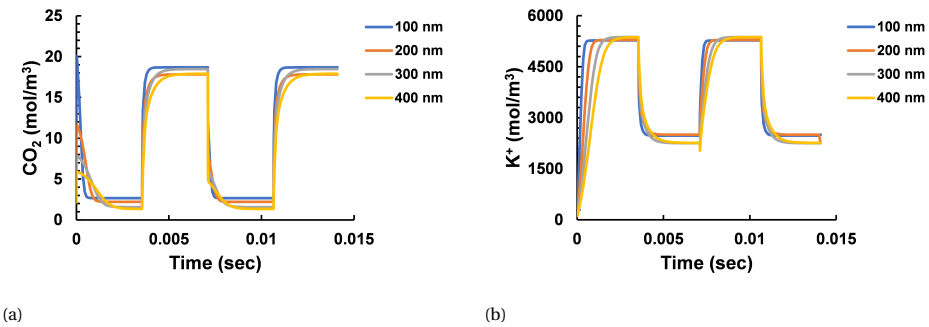 25
20
15
10
5
0
CO₂ (mol/m³)
0
0.005
0.01
0.015
Time (sec)
100 nm
200 nm
300 nm
400 nm
(a)
6000
4500
3000
1500
0
K⁺ (mol/m³)
0
0.005
0.01
0.015
Time (sec)
100 nm
200 nm
300 nm
400 nm
(b)